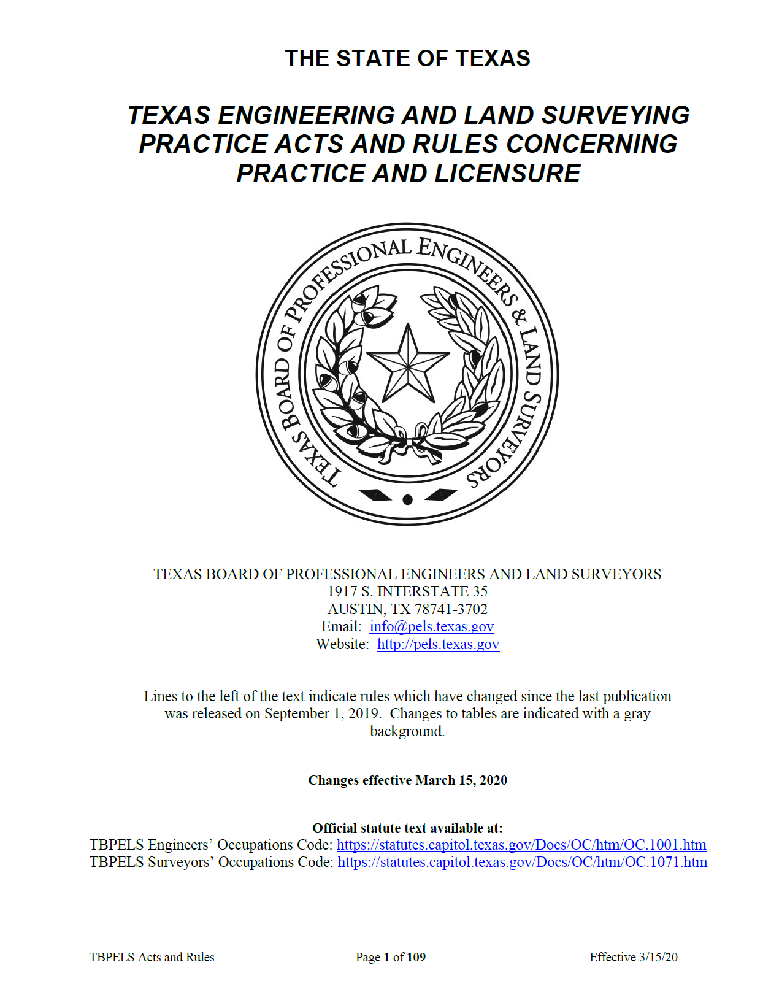 THE STATE OF TEXAS
TEXAS ENGINEERING AND LAND SURVEYING
PRACTICE ACTS AND RULES CONCERNING
PRACTICE AND LICENSURE
TEXAS BOARD OF PROFESSIONAL ENGINEERS & LAND SURVEYORS
TEXAS BOARD OF PROFESSIONAL ENGINEERS AND LAND SURVEYORS
1917 S. INTERSTATE 35
AUSTIN, TX 78741-3702
Email: info@pels.texas.gov
Website: http://pels.texas.gov
Lines to the left of the text indicate rules which have changed since the last publication
was released on September 1, 2019. Changes to tables are indicated with a gray
background.
Changes effective March 15, 2020
Official statute text available at:
TBPELS Engineers’ Occupations Code: https://statutes.capitol.texas.gov/Docs/OC/htm/OC.1001.htm
TBPELS Surveyors’ Occupations Code: https://statutes.capitol.texas.gov/Docs/OC/htm/OC.1071.htm
TBPELS Acts and Rules Page 1 of 109 Effective 3/15/20